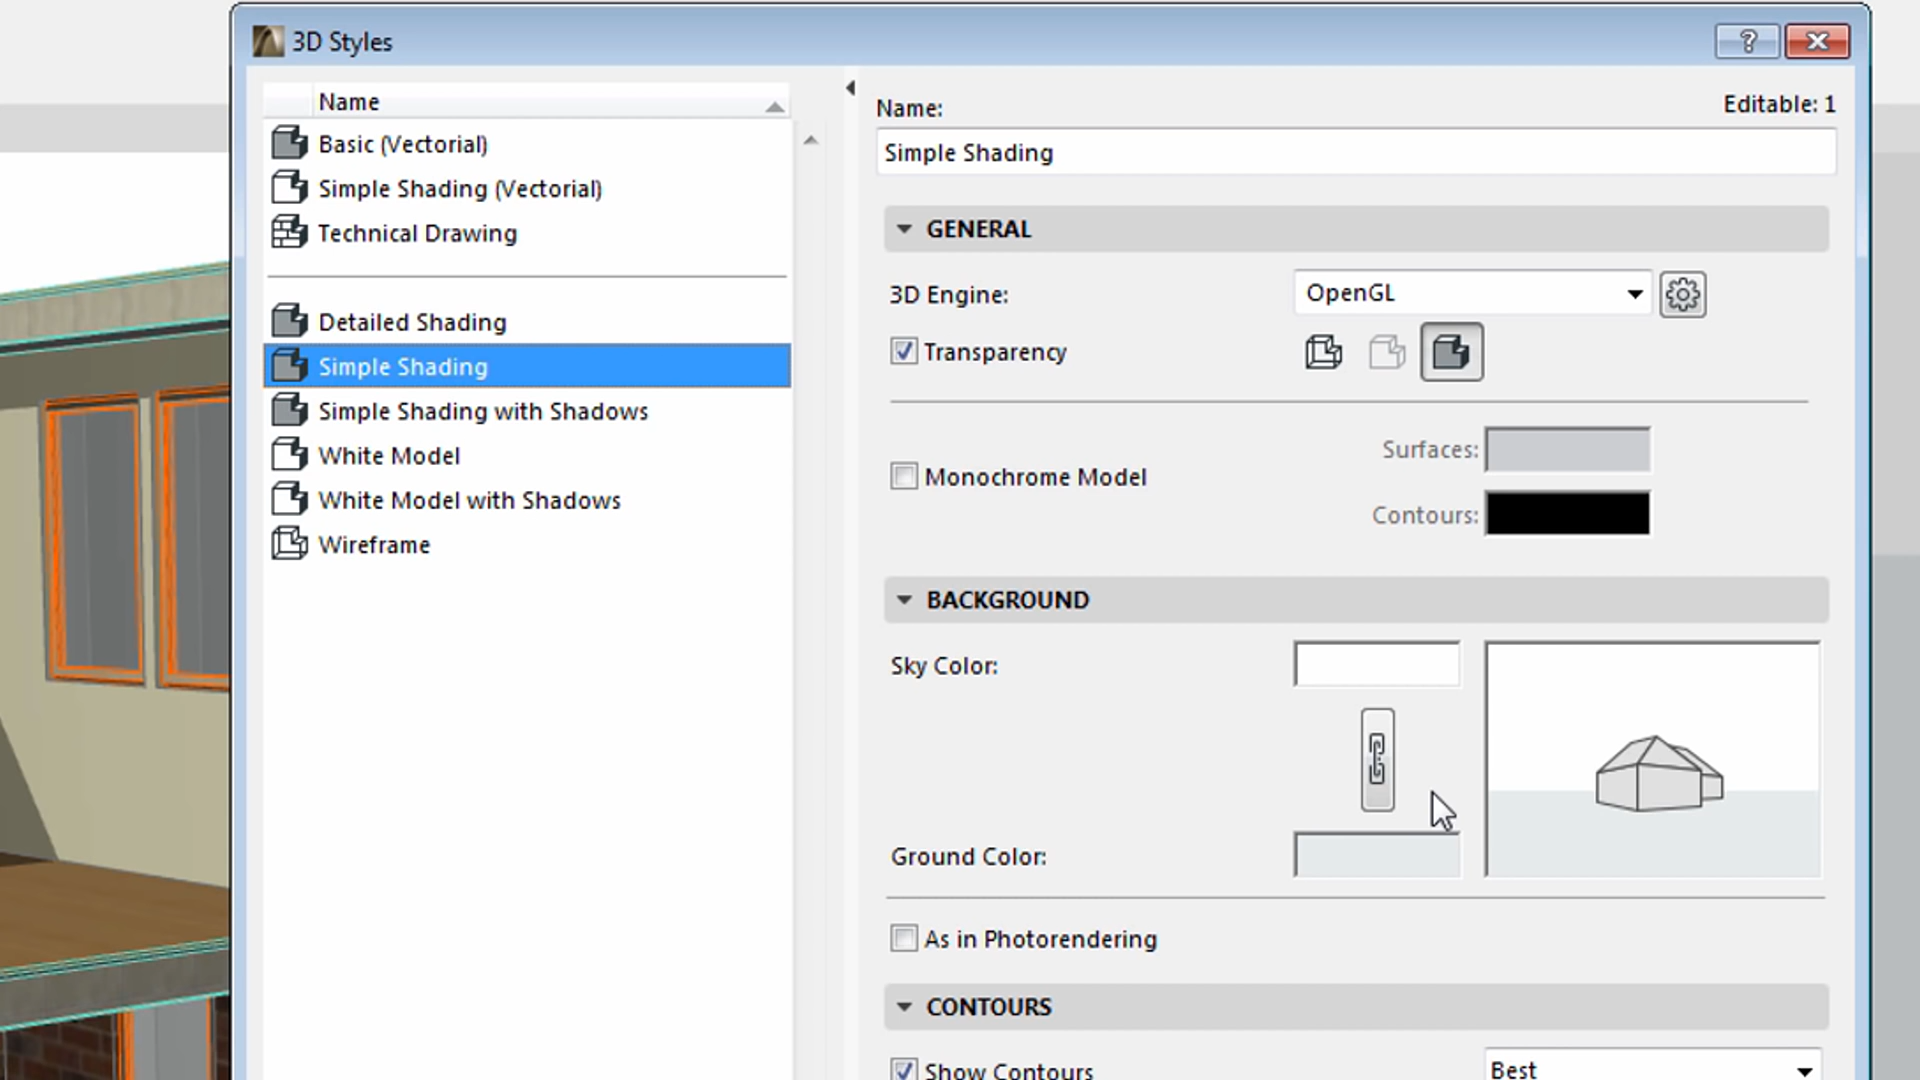 3D Styles
?
Name
Basic (Vectorial)
Simple Shading (Vectorial)
Technical Drawing
Detailed Shading
Simple Shading
Simple Shading with Shadows
White Model
White Model with Shadows
Wireframe
Name:
Editable: 1
Simple Shading
GENERAL
3D Engine:
OpenGL
Transparency
Monochrome Model
Surfaces:
Contours:
BACKGROUND
Sky Color:
Ground Color:
As in Photorendering
CONTOURS
Show Contours
Best